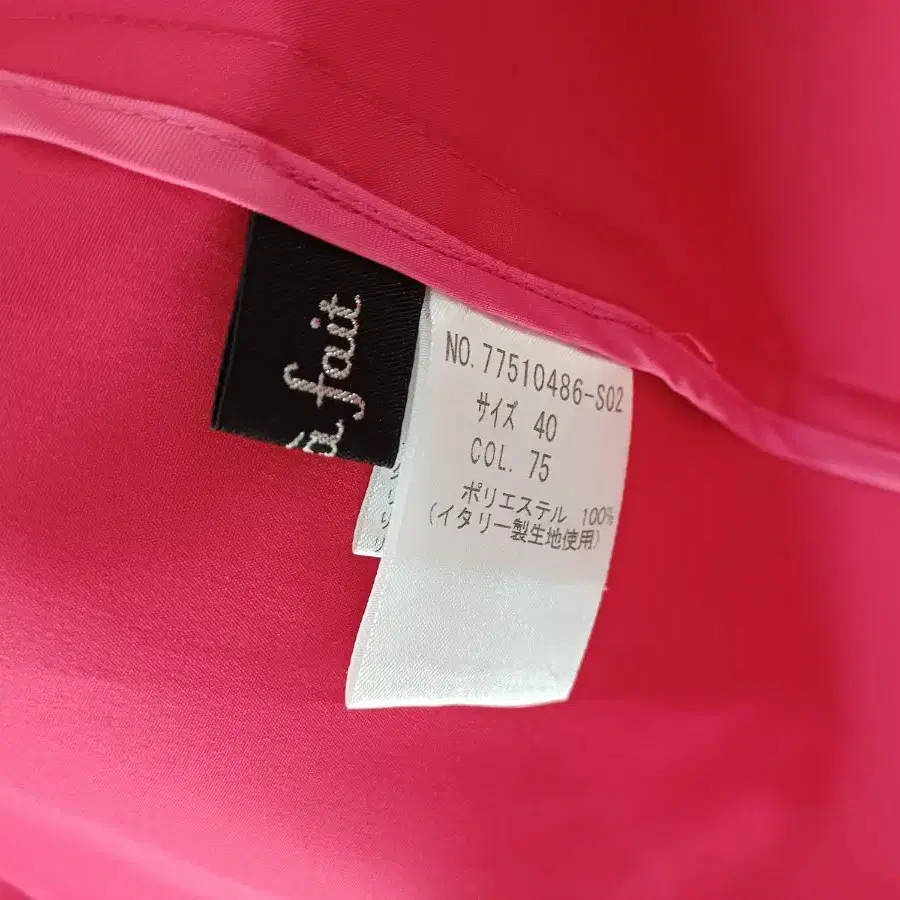 à fait
NO. 77510486-S02
サイズ 40
COL. 75
ポリエステル 100%
(イタリー製生地使用)